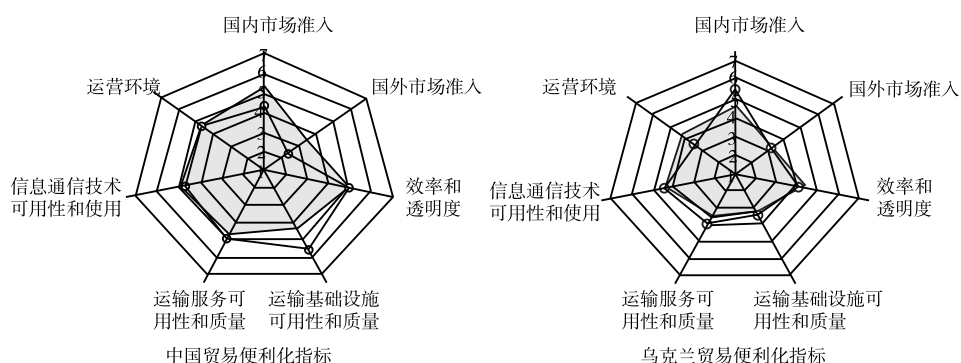 国内市场准入
国外市场准入
运营环境
信息通信技术
可用性和使用
效率和
透明度
运输服务可
用性和质量
运输基础设施
可用性和质量
中国贸易便利化指标
国内市场准入
国外市场准入
运营环境
信息通信技术
可用性和使用
效率和
透明度
运输服务可
用性和质量
运输基础设施可
用性和质量
乌克兰贸易便利化指标